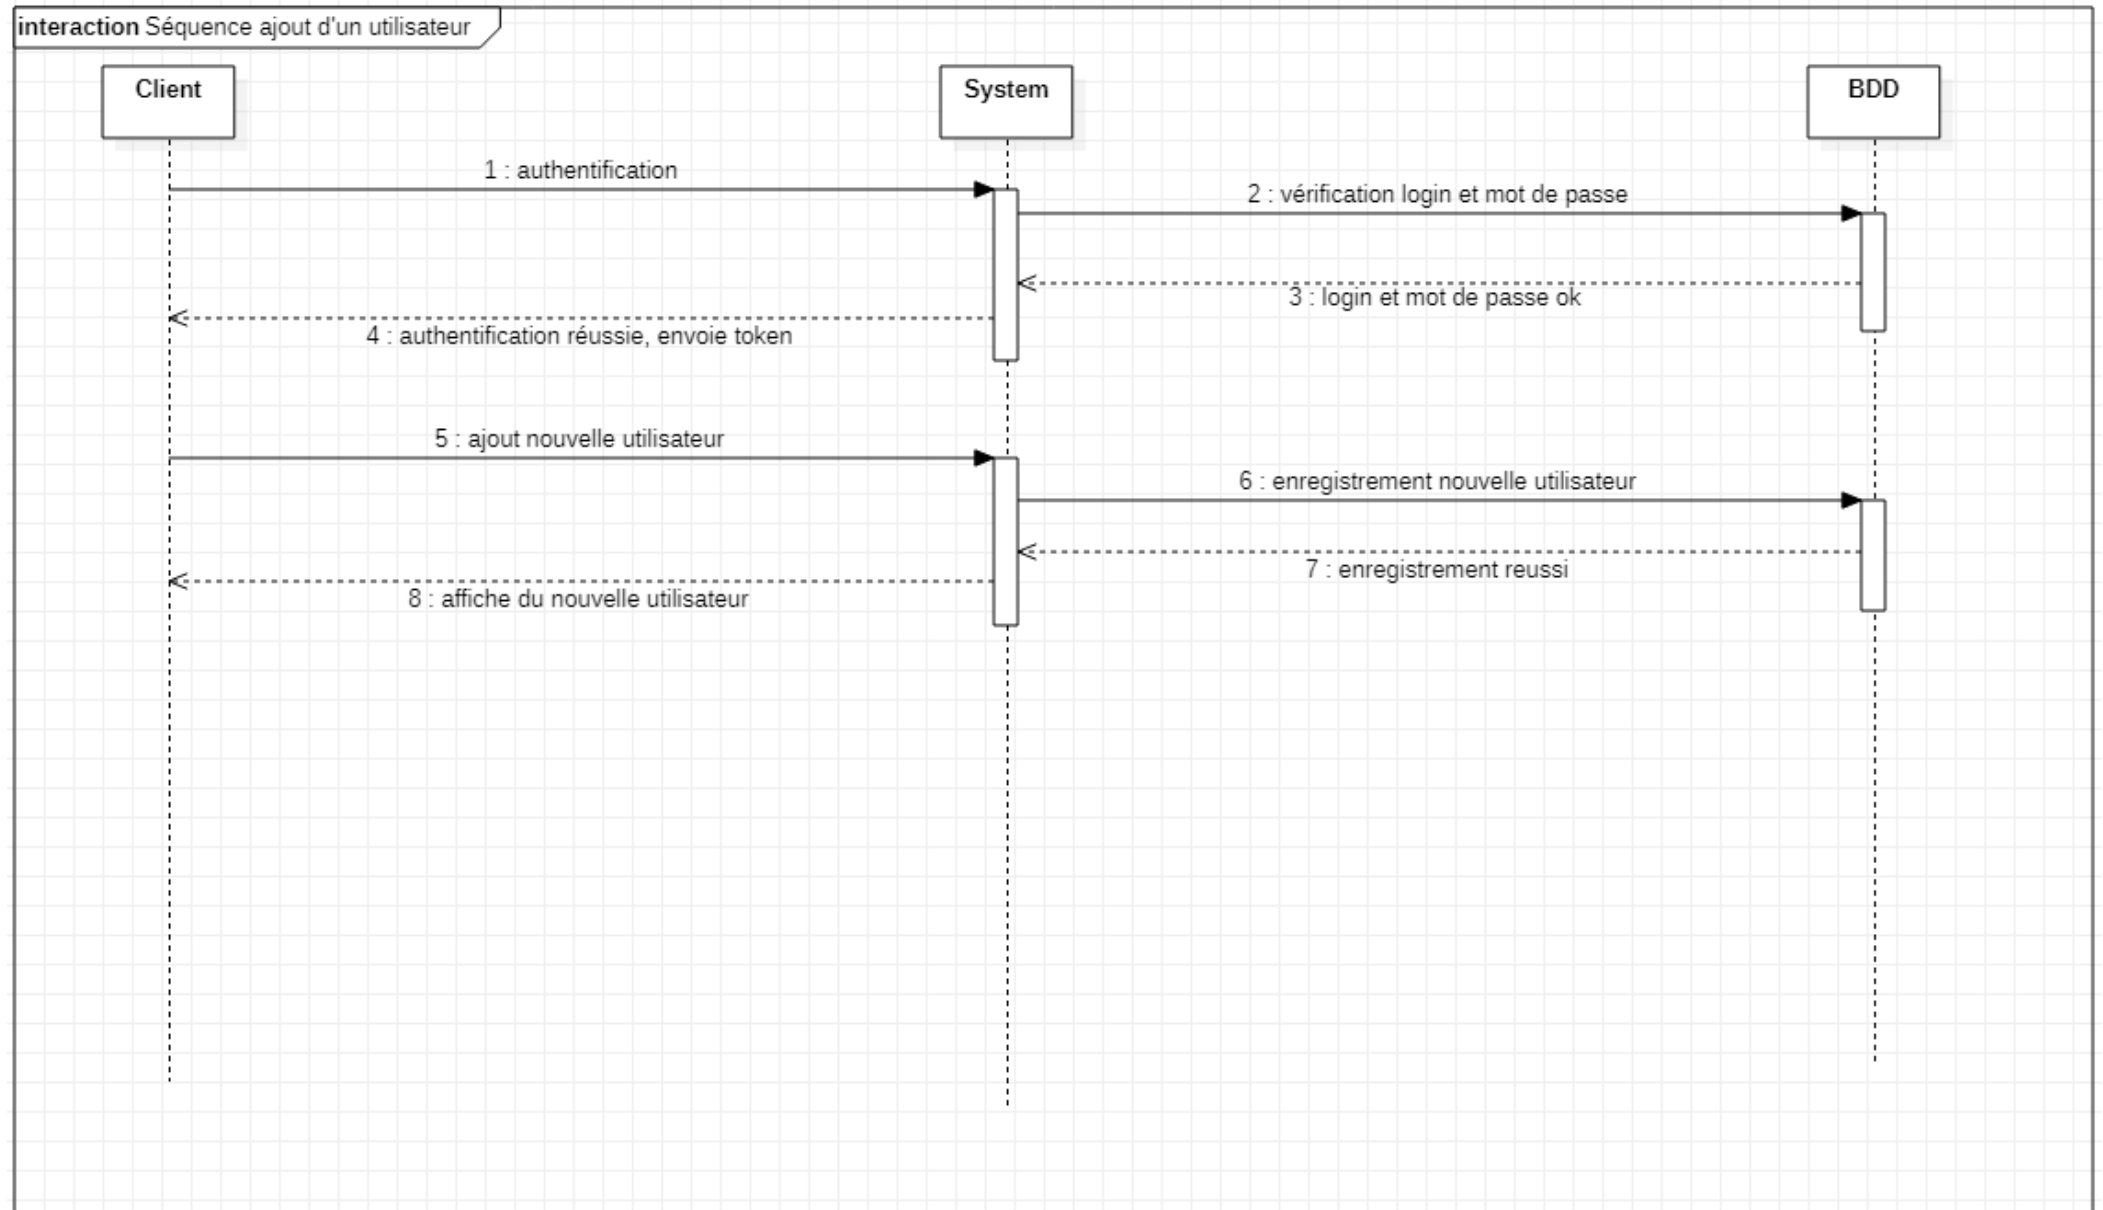 interaction Séquence ajout d'un utilisateur
Client
System
BDD
1 : authentification
2 : vérification login et mot de passe
3 : login et mot de passe ok
4 : authentification réussie, envoie token
5 : ajout nouvelle utilisateur
6 : enregistrement nouvelle utilisateur
7 : enregistrement reussi
8 : affiche du nouvelle utilisateur